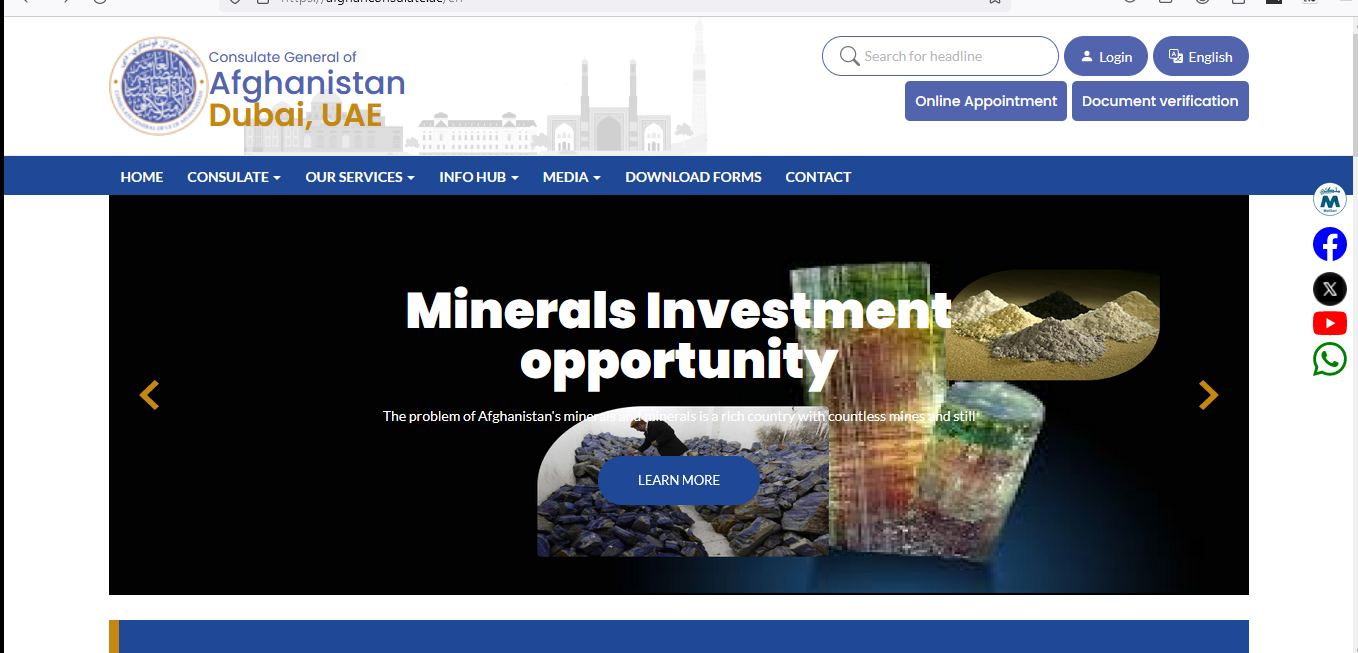 Consulate General of
Afghanistan
Dubai, UAE
Search for headline
Login
English
Online Appointment
Document verification
HOME
CONSULATE
OUR SERVICES
INFO HUB
MEDIA
DOWNLOAD FORMS
CONTACT
Minerals Investment
opportunity
The problem of Afghanistan's minerals and minerals is a rich country with countless mines and still
LEARN MORE